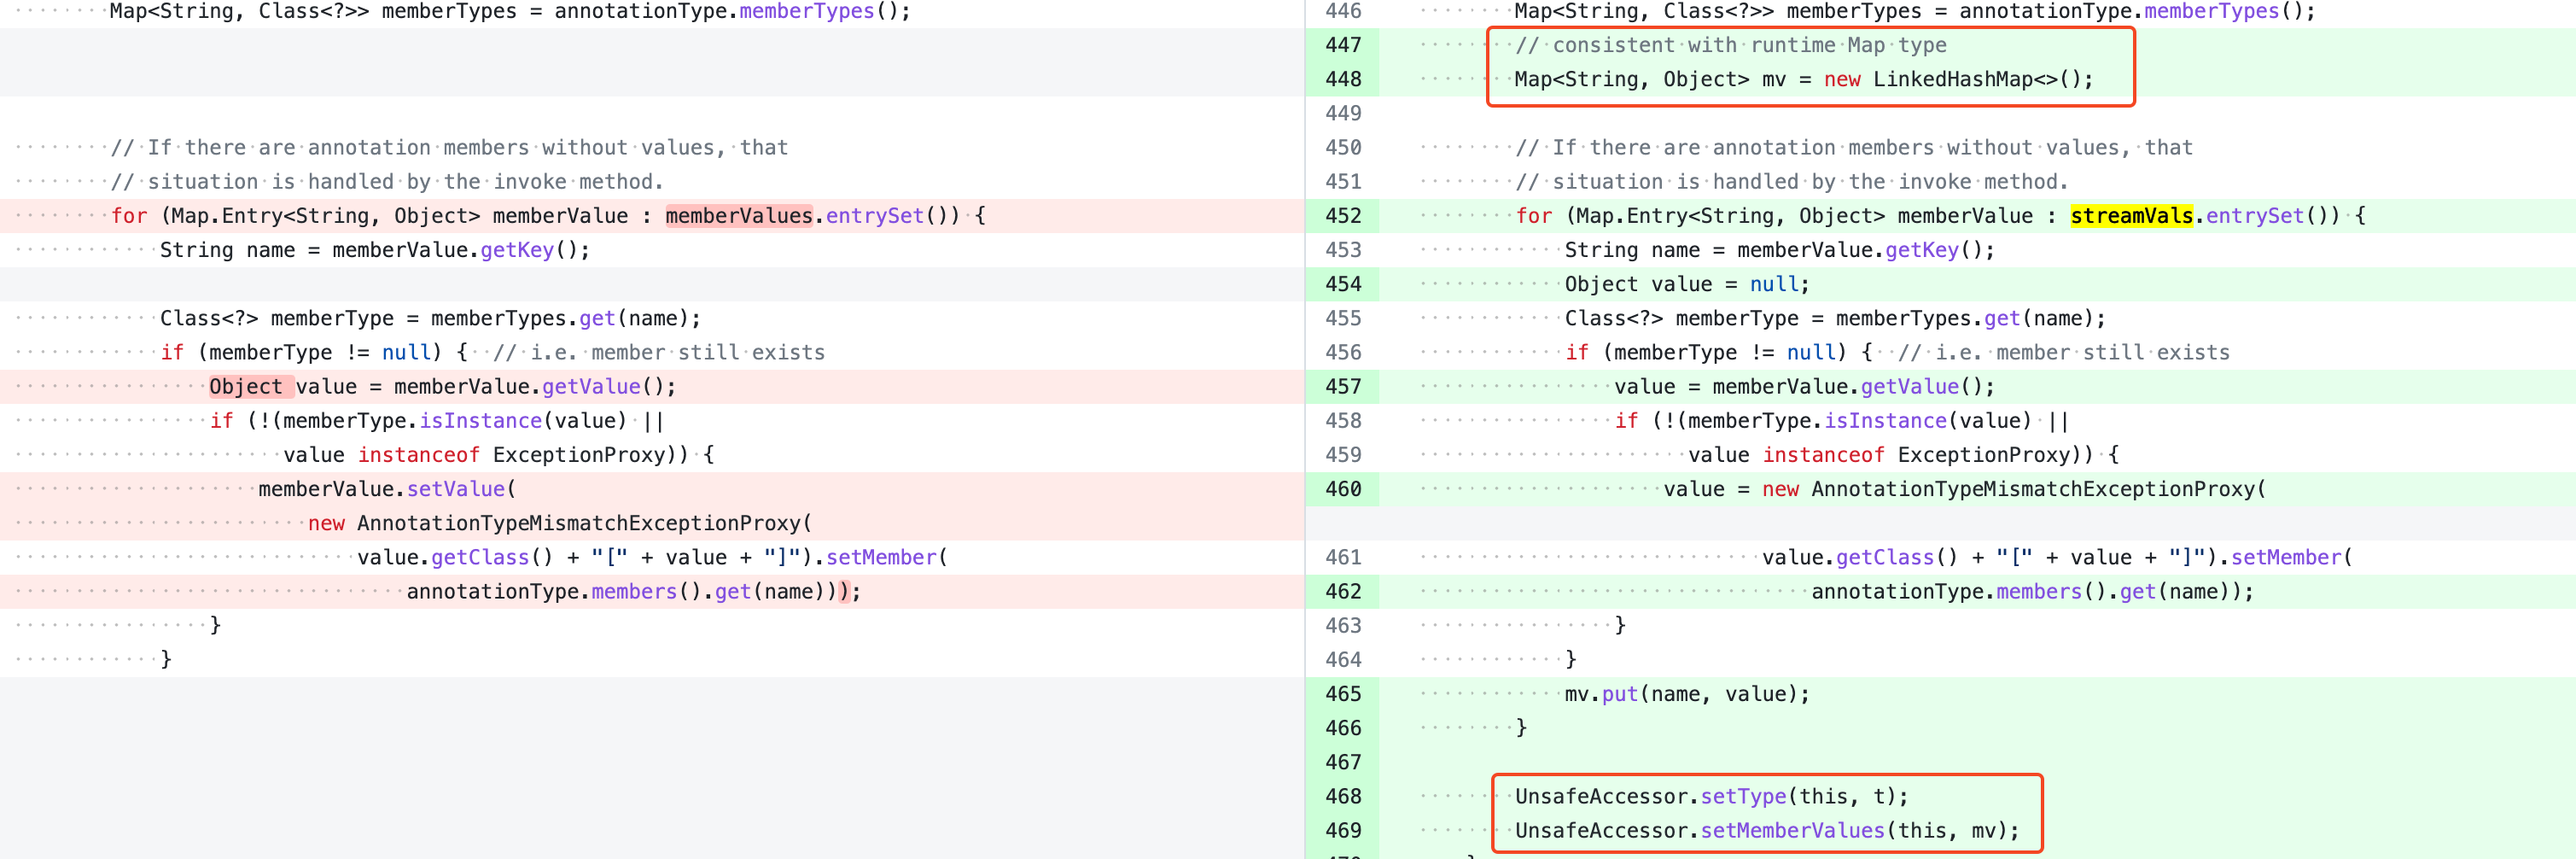 Map<String, Class<?>> memberTypes = annotationType.memberTypes();
// If there are annotation members without values, that
// situation is handled by the invoke method.
for (Map.Entry<String, Object> memberValue : memberValues.entrySet()) {
String name = memberValue.getKey();
Class<?> memberType = memberTypes.get(name);
if (memberType != null) { // i.e. member still exists
Object value = memberValue.getValue();
if (!(memberType.isInstance(value) ||
value instanceof ExceptionProxy)) {
memberValue.setValue(
new AnnotationTypeMismatchExceptionProxy(
value.getClass() + "[" + value + "]").setMember(
annotationType.members().get(name)));
}
}
446 Map<String, Class<?>> memberTypes = annotationType.memberTypes();
447 // consistent with runtime Map type
448 Map<String, Object> mv = new LinkedHashMap<>();
449
450 // If there are annotation members without values, that
451 // situation is handled by the invoke method.
452 for (Map.Entry<String, Object> memberValue : streamVals.entrySet()) {
453 String name = memberValue.getKey();
454 Object value = null;
455 Class<?> memberType = memberTypes.get(name);
456 if (memberType != null) { // i.e. member still exists
457 value = memberValue.getValue();
458 if (!(memberType.isInstance(value) ||
459 value instanceof ExceptionProxy)) {
460 value = new AnnotationTypeMismatchExceptionProxy(
461 value.getClass() + "[" + value + "]").setMember(
462 annotationType.members().get(name));
463 }
464 }
465 mv.put(name, value);
466 }
467
468 UnsafeAccessor.setType(this, t);
469 UnsafeAccessor.setMemberValues(this, mv);